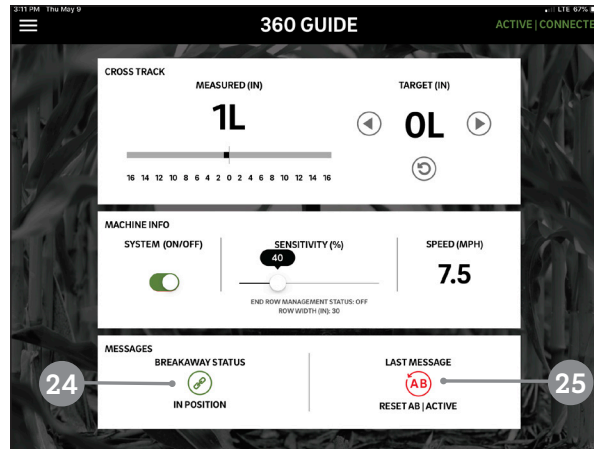 3:11 PM Thu May 9
LTE 67%
360 GUIDE
ACTIVE | CONNECTE
CROSS TRACK
MEASURED (IN)
TARGET (IN)
1L
0L
16 14 12 10 8 6 4 2 0 2 4 6 8 10 12 14 16
MACHINE INFO
SYSTEM (ON/OFF)
SENSITIVITY (%)
SPEED (MPH)
40
7.5
END ROW MANAGEMENT STATUS: OFF
ROW WIDTH (IN): 30
MESSAGES
BREAKAWAY STATUS
LAST MESSAGE
24
AB
25
IN POSITION
RESET AB | ACTIVE